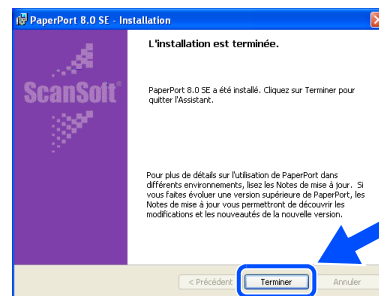 PaperPort 8.0 SE - Installation
L'installation est terminée.
ScanSoft®
PaperPort 8.0 SE a été installé. Cliquez sur Terminer pour
quitter l'Assistant.
Pour plus de détails sur l'utilisation de PaperPort dans
différents environnements, lisez les Notes de mise à jour. Si
vous faites évoluer une version supérieure de PaperPort, les
Notes de mise à jour vous permettront de découvrir les
modifications et les nouveautés de la nouvelle version.
< Précédent Terminer Annuler